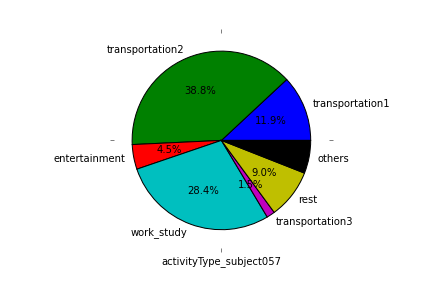 transportation2
38.8%
transportation1
11.9%
entertainment
4.5%
others
9.0%
1.5%
28.4%
rest
transportation3
work_study
activityType_subject057